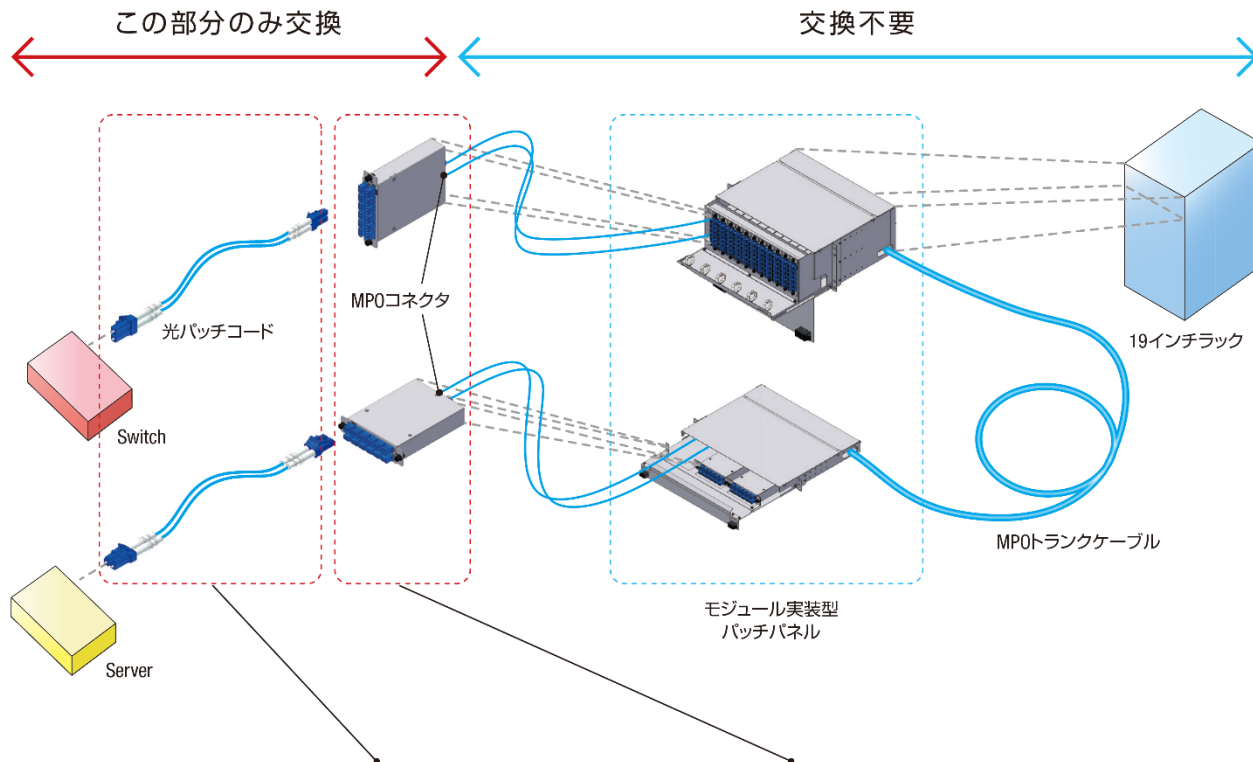 この部分のみ交換
交換不要
MPOコネクタ
光パッチコード
19インチラック
Switch
MPOトランクケーブル
モジュール実装型
パッチパネル
Server